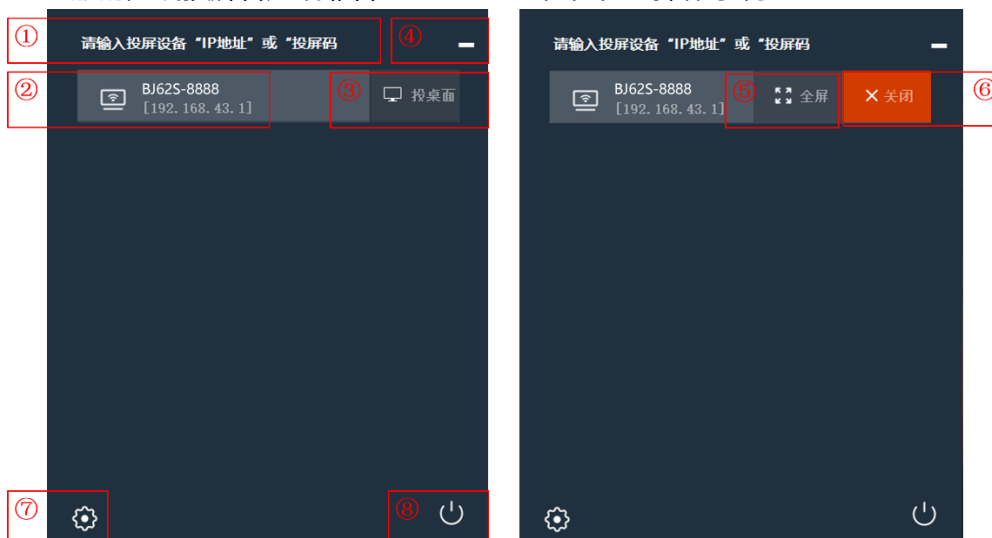 ① 请输入投屏设备 “IP地址” 或 “投屏码 ④
② BJ62S-8888 ③ 投桌面
[192. 168. 43. 1]
⑦ ⑧
请输入投屏设备 “IP地址” 或 “投屏码
BJ62S-8888 ⑤ 全屏 关闭 ⑥
[192. 168. 43. 1]